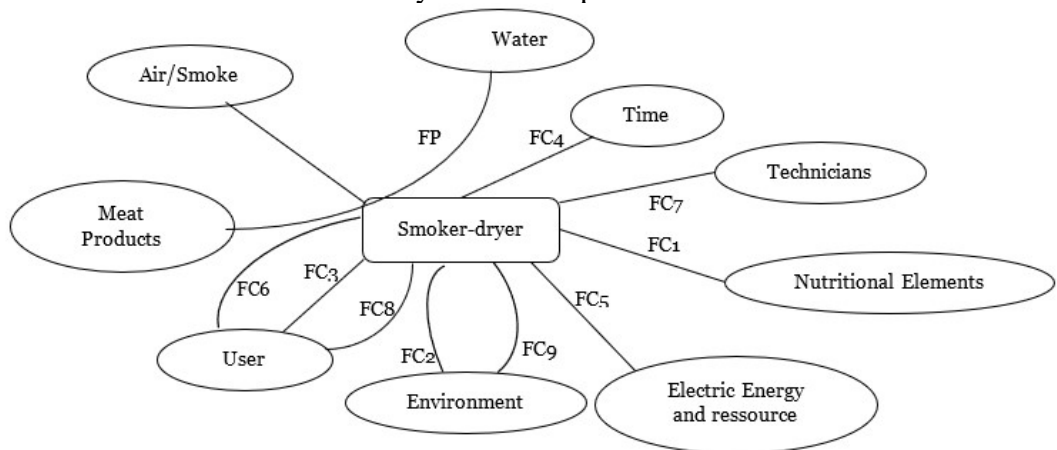 Water
Air/Smoke
Time
FP
FC4
Technicians
FC7
Meat
Products
Smoker-dryer
FC1
FC3
FC6
Nutritional Elements
FC8
FC5
User
FC2
FC9
Environment
Electric Energy
and ressource